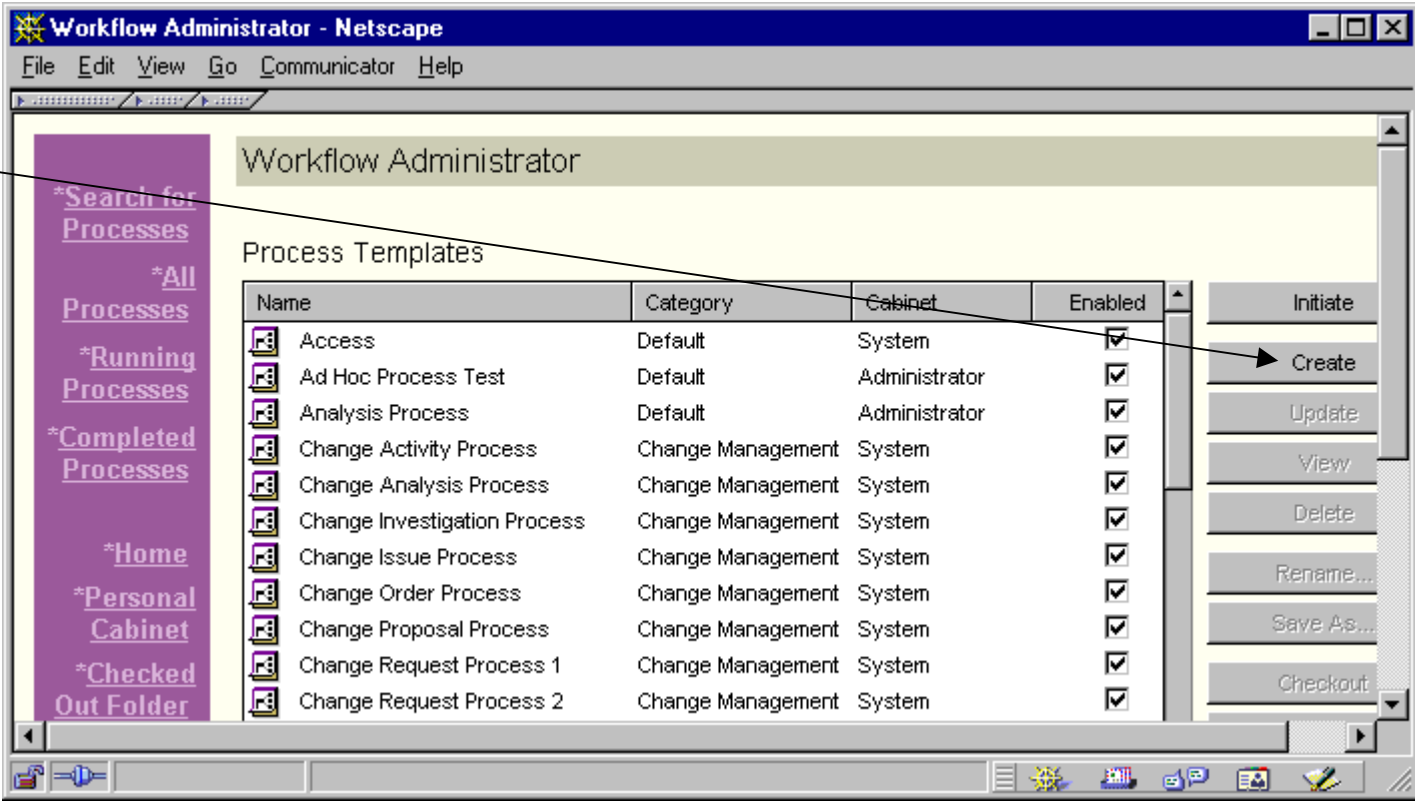 Workflow Administrator - Netscape
File Edit View Go Communicator Help
*Search for
Processes
*All
Processes
*Running
Processes
*Completed
Processes
*Home
*Personal
Cabinet
*Checked
Out Folder
Workflow Administrator
Process Templates
Name Category Cabinet Enabled
Access Default System
Ad Hoc Process Test Default Administrator
Analysis Process Default Administrator
Change Activity Process Change Management System
Change Analysis Process Change Management System
Change Investigation Process Change Management System
Change Issue Process Change Management System
Change Order Process Change Management System
Change Proposal Process Change Management System
Change Request Process 1 Change Management System
Change Request Process 2 Change Management System
Initiate
Create
Update
View
Delete
Rename...
Save As...
Checkout